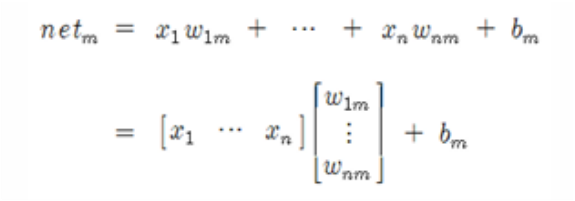 net_m = x_1 w_{1m} + ⋯ + x_n w_{nm} + b_m
= [x_1 ⋯ x_n] [w_{1m} ⋮ w_{nm}] + b_m